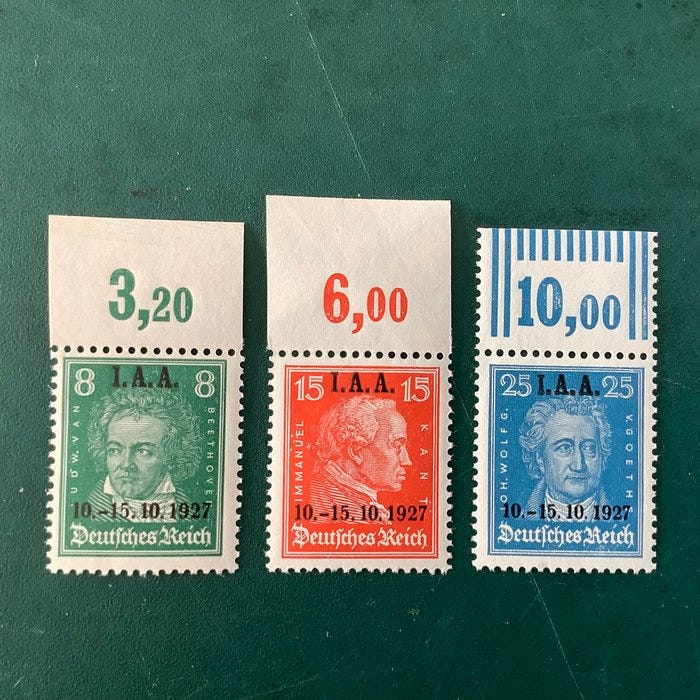 3,20
8 I.A.A. 8
LUDW. VAN
BEETHOVEN
10.-15.10.1927
Deutsches Reich
6,00
15 I.A.A. 15
IMMANUEL
KANT
10.-15.10.1927
Deutsches Reich
10,00
25 I.A.A. 25
JOH. WOLFG.
V. GOETHE
10.-15.10.1927
Deutsches Reich